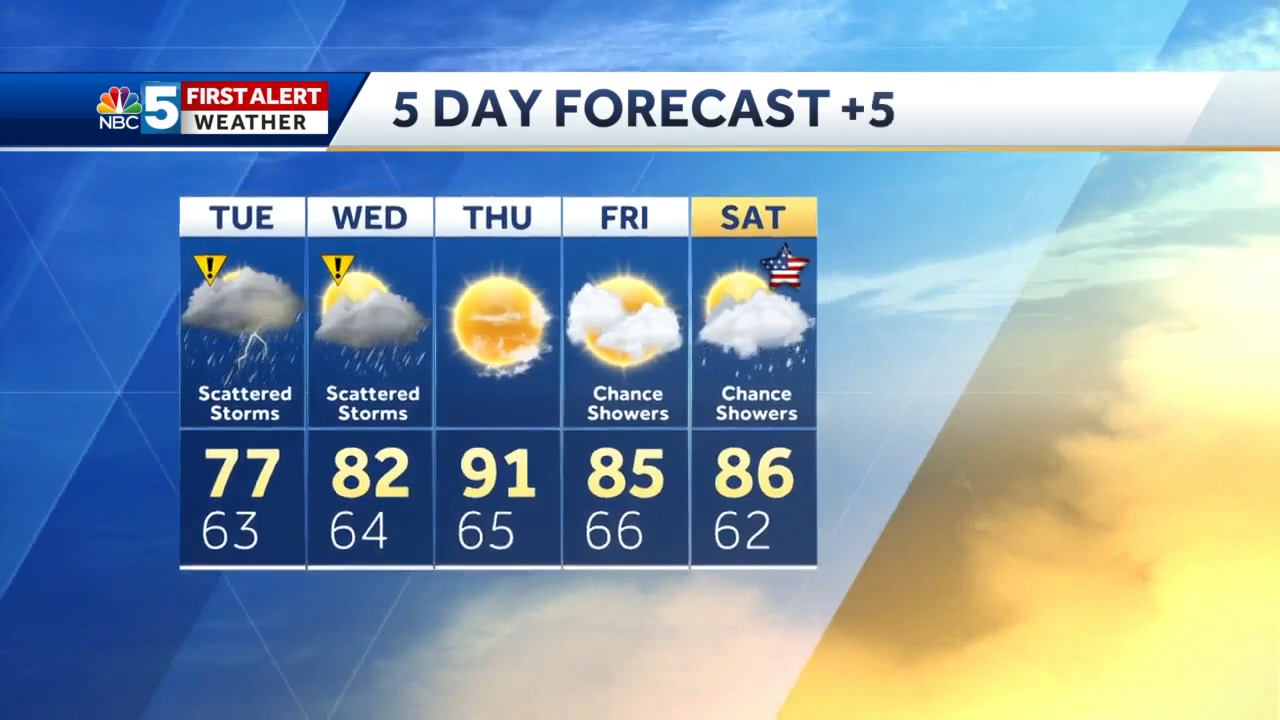 NBC 5 FIRST ALERT WEATHER
5 DAY FORECAST +5
TUE WED THU FRI SAT
! !
Scattered Storms Scattered Storms Chance Showers Chance Showers
77 82 91 85 86
63 64 65 66 62